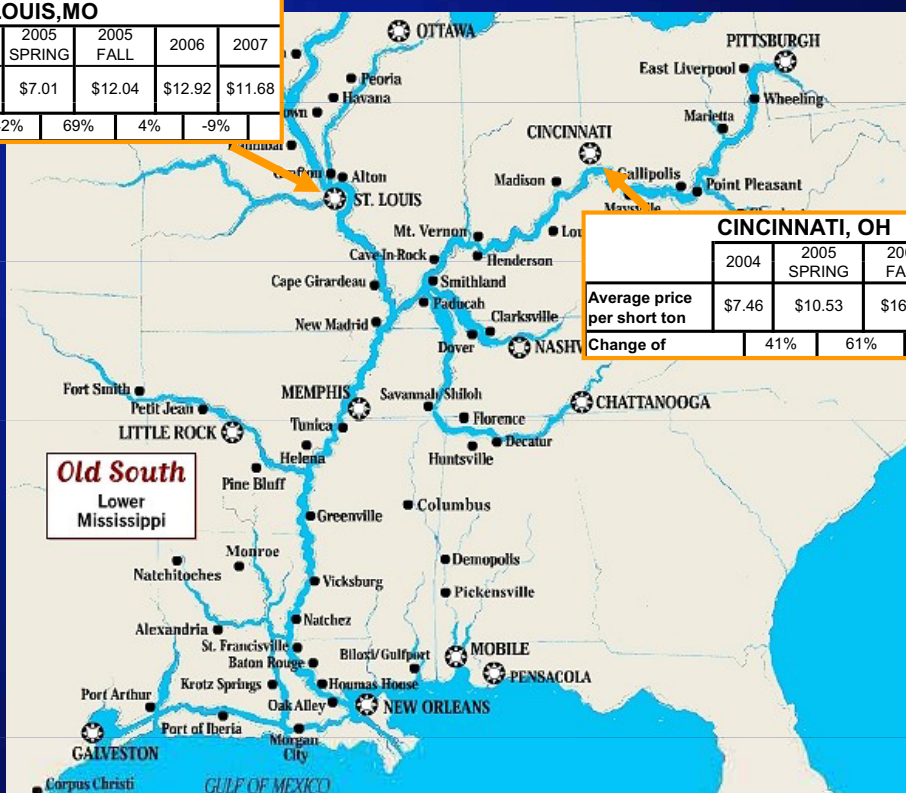 LOUIS,MO
2005 2005 2006 2007
SPRING FALL
$7.01 $12.04 $12.92 $11.68
2% 69% 4% -9%
OTTAWA
PITTSBURGH
East Liverpool
Peoria
Havana
Wheeling
Marietta
CINCINNATI
Alton
Gallipolis
Madison
Point Pleasant
ST. LOUIS
Maysville
Mt. Vernon
Cave-In-Rock
Henderson
CINCINNATI, OH
2004 2005
SPRING
Average price
per short ton
$7.46 $10.53 $16
Change of 41% 61%
Cape Girardeau
Smithland
Paducah
New Madrid
Clarksville
Dover
Fort Smith
Petit Jean
MEMPHIS
Savannah/Shiloh
CHATTANOOGA
LITTLE ROCK
Tunica
Florence
Decatur
Helena
Huntsville
Old South
Lower
Mississippi
Pine Bluff
Greenville
Columbus
Monroe
Demopolis
Natchitoches
Vicksburg
Pickensville
Natchez
Alexandria
St. Francisville
Baton Rouge
Biloxi/Gulfport
MOBILE
PENSACOLA
Krotz Springs
Houmas House
Port Arthur
Oak Alley
NEW ORLEANS
Port of Iberia
Morgan
City
GALVESTON
Corpus Christi
GULF OF MEXICO